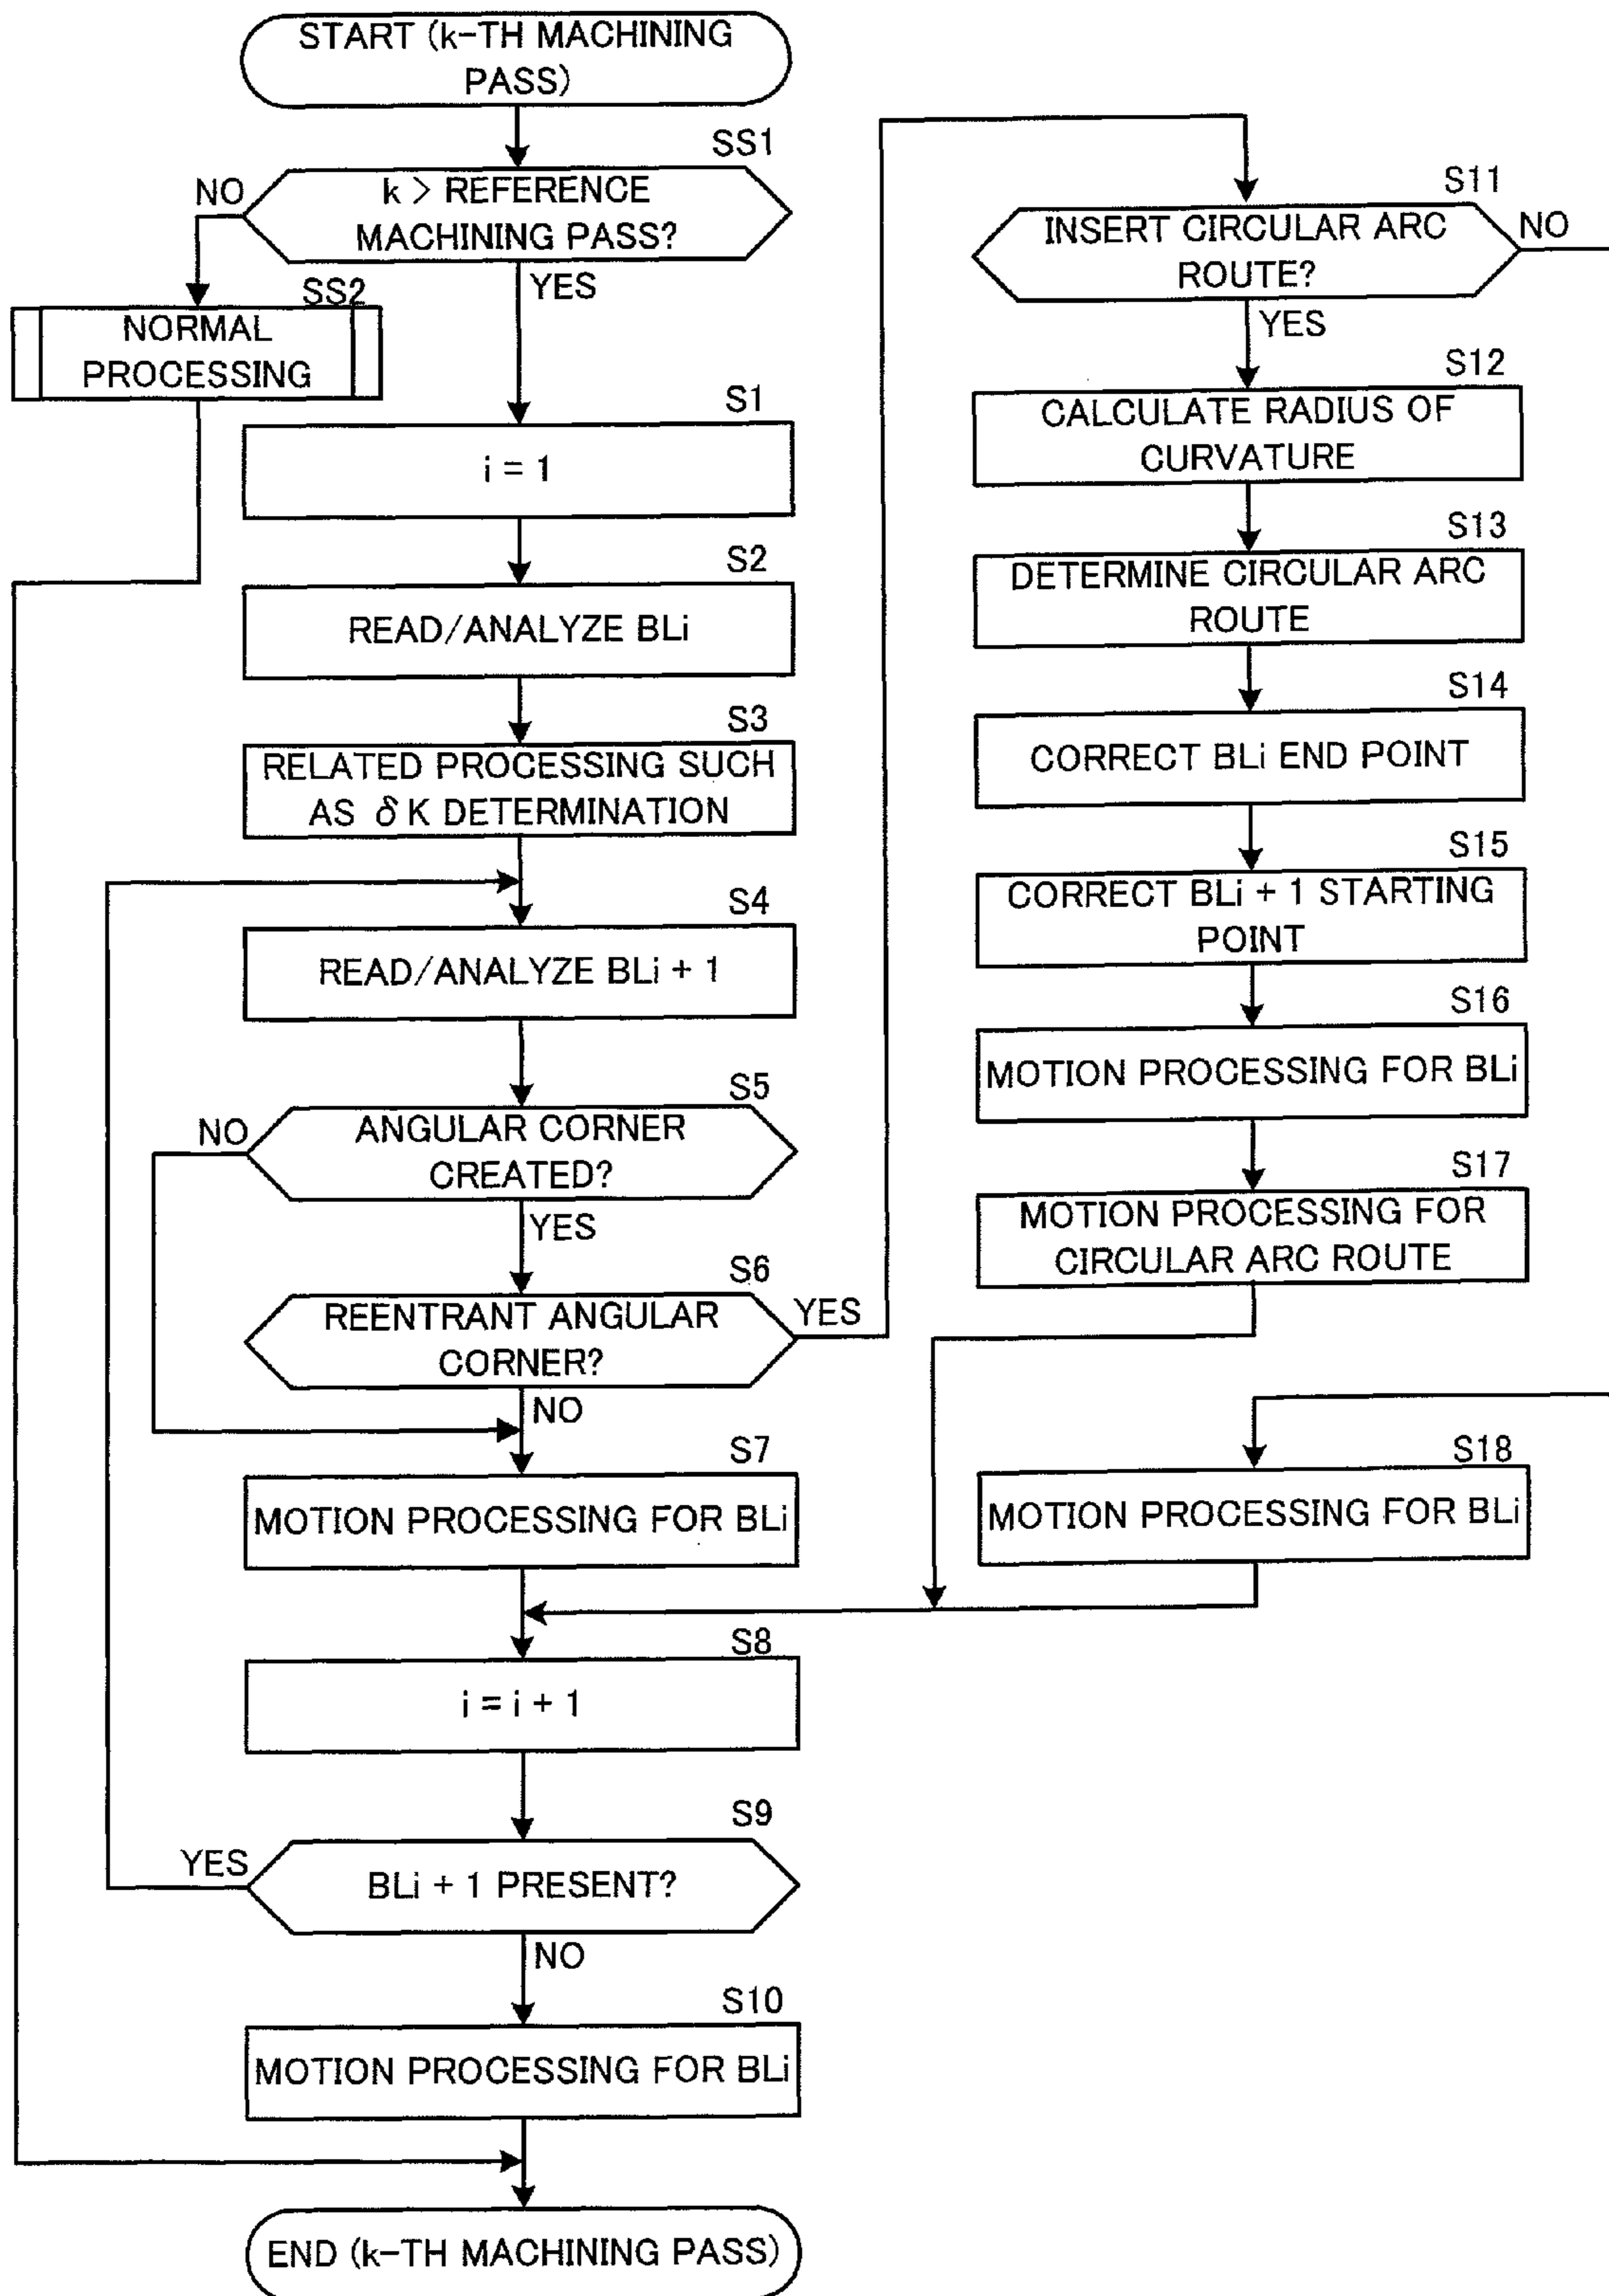 START (k-TH MACHINING
PASS)
SS1
NO
k > REFERENCE
MACHINING PASS?
YES
SS2
NORMAL
PROCESSING
S1
i = 1
S2
READ/ANALYZE BLi
S3
RELATED PROCESSING SUCH
AS δK DETERMINATION
S4
READ/ANALYZE BLi + 1
S5
NO
ANGULAR CORNER
CREATED?
YES
S6
REENTRANT ANGULAR
CORNER?
YES
NO
S7
MOTION PROCESSING FOR BLi
S8
i = i + 1
S9
YES
BLi + 1 PRESENT?
NO
S10
MOTION PROCESSING FOR BLi
END (k-TH MACHINING PASS)
S11
INSERT CIRCULAR ARC
ROUTE?
NO
YES
S12
CALCULATE RADIUS OF
CURVATURE
S13
DETERMINE CIRCULAR ARC
ROUTE
S14
CORRECT BLi END POINT
S15
CORRECT BLi + 1 STARTING
POINT
S16
MOTION PROCESSING FOR BLi
S17
MOTION PROCESSING FOR
CIRCULAR ARC ROUTE
S18
MOTION PROCESSING FOR BLi